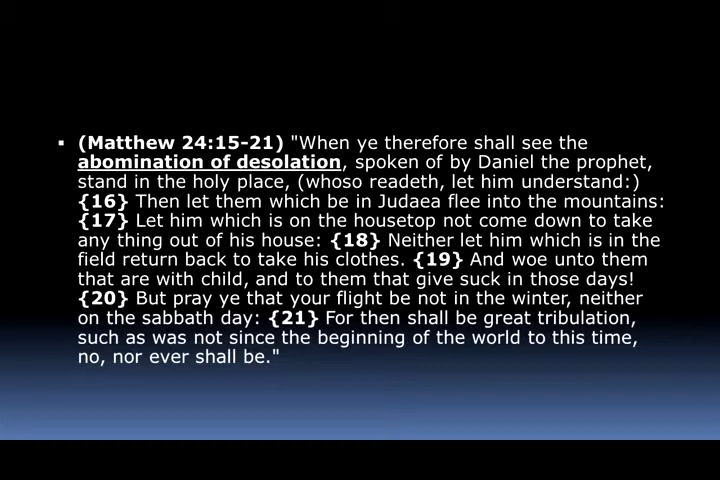 ▪ (Matthew 24:15-21) "When ye therefore shall see the
abomination of desolation, spoken of by Daniel the prophet,
stand in the holy place, (whoso readeth, let him understand:)
{16} Then let them which be in Judaea flee into the mountains:
{17} Let him which is on the housetop not come down to take
any thing out of his house: {18} Neither let him which is in the
field return back to take his clothes. {19} And woe unto them
that are with child, and to them that give suck in those days!
{20} But pray ye that your flight be not in the winter, neither
on the sabbath day: {21} For then shall be great tribulation,
such as was not since the beginning of the world to this time,
no, nor ever shall be."